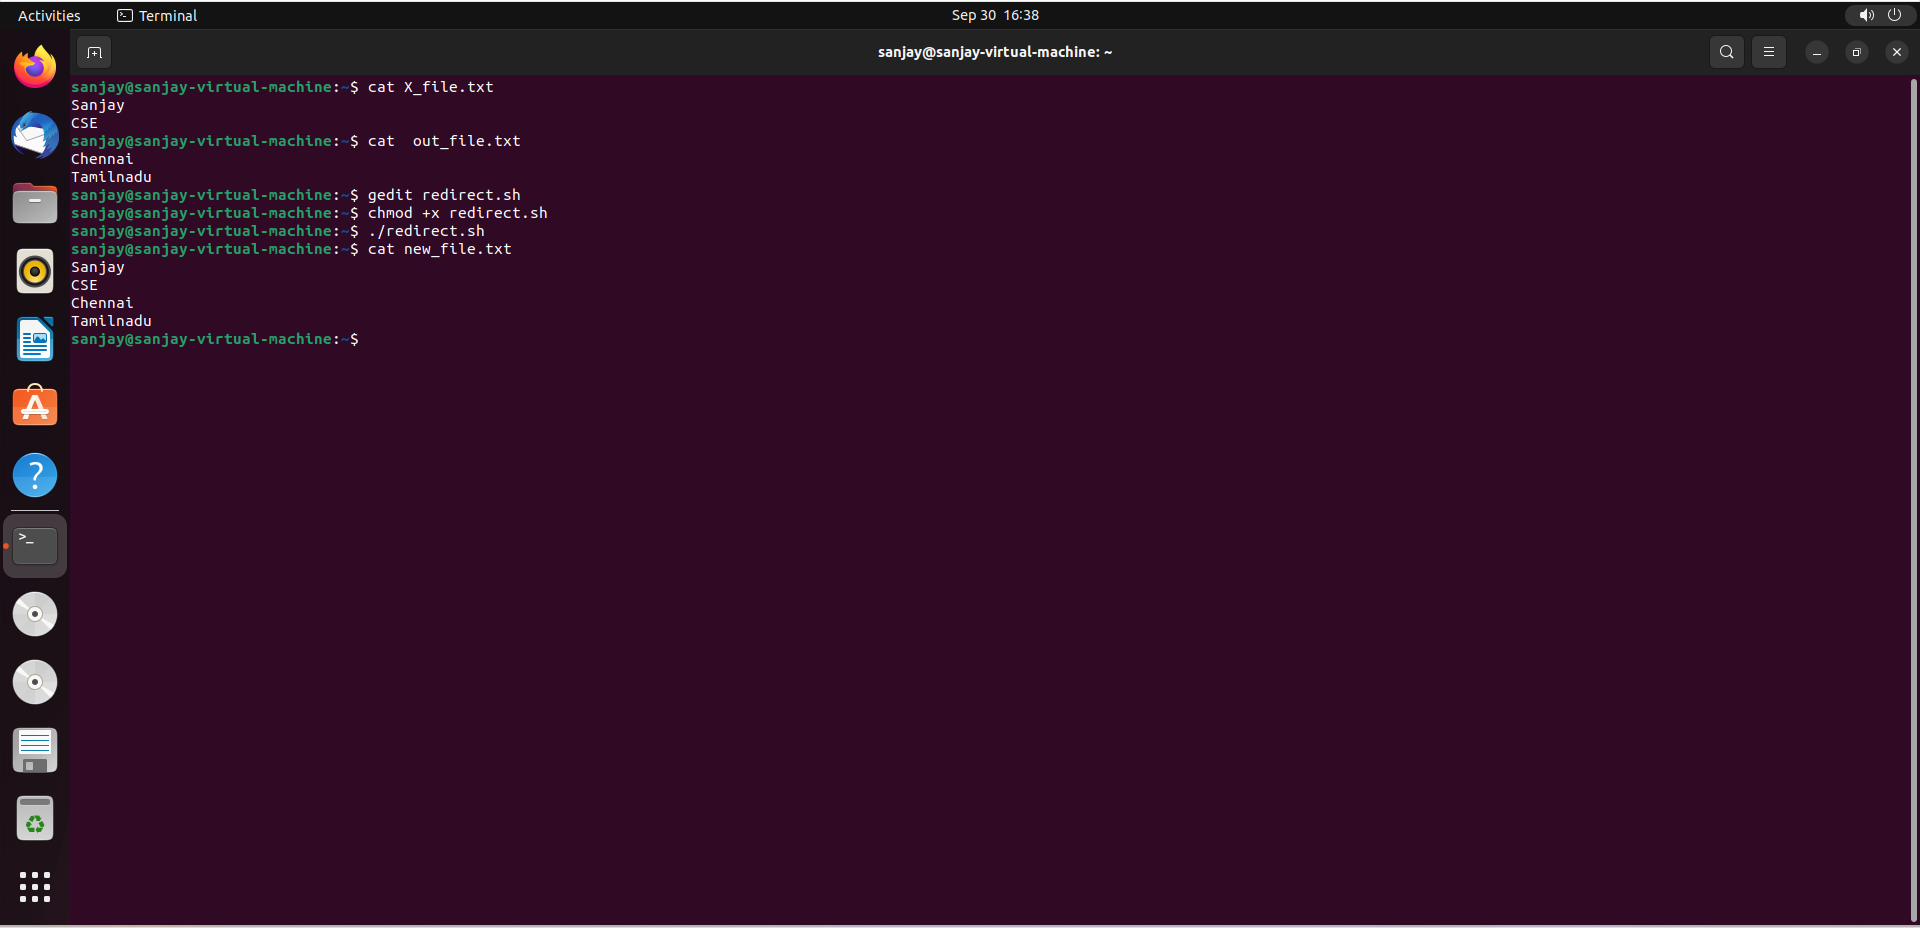 Activities Terminal Sep 30 16:38
sanjay@sanjay-virtual-machine: ~
sanjay@sanjay-virtual-machine:~$ cat X_file.txt
Sanjay
CSE
sanjay@sanjay-virtual-machine:~$ cat  out_file.txt
Chennai
Tamilnadu
sanjay@sanjay-virtual-machine:~$ gedit redirect.sh
sanjay@sanjay-virtual-machine:~$ chmod +x redirect.sh
sanjay@sanjay-virtual-machine:~$ ./redirect.sh
sanjay@sanjay-virtual-machine:~$ cat new_file.txt
Sanjay
CSE
Chennai
Tamilnadu
sanjay@sanjay-virtual-machine:~$